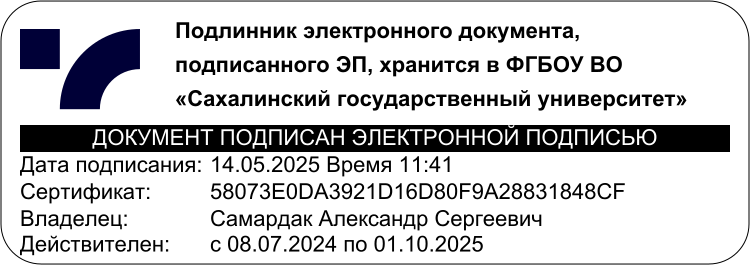 Подлинник электронного документа,
подписанного ЭП, хранится в ФГБОУ ВО
«Сахалинский государственный университет»
ДОКУМЕНТ ПОДПИСАН ЭЛЕКТРОННОЙ ПОДПИСЬЮ
Дата подписания: 14.05.2025 Время 11:41
Сертификат: 58073E0DA3921D16D80F9A28831848CF
Владелец: Самардак Александр Сергеевич
Действителен: с 08.07.2024 по 01.10.2025